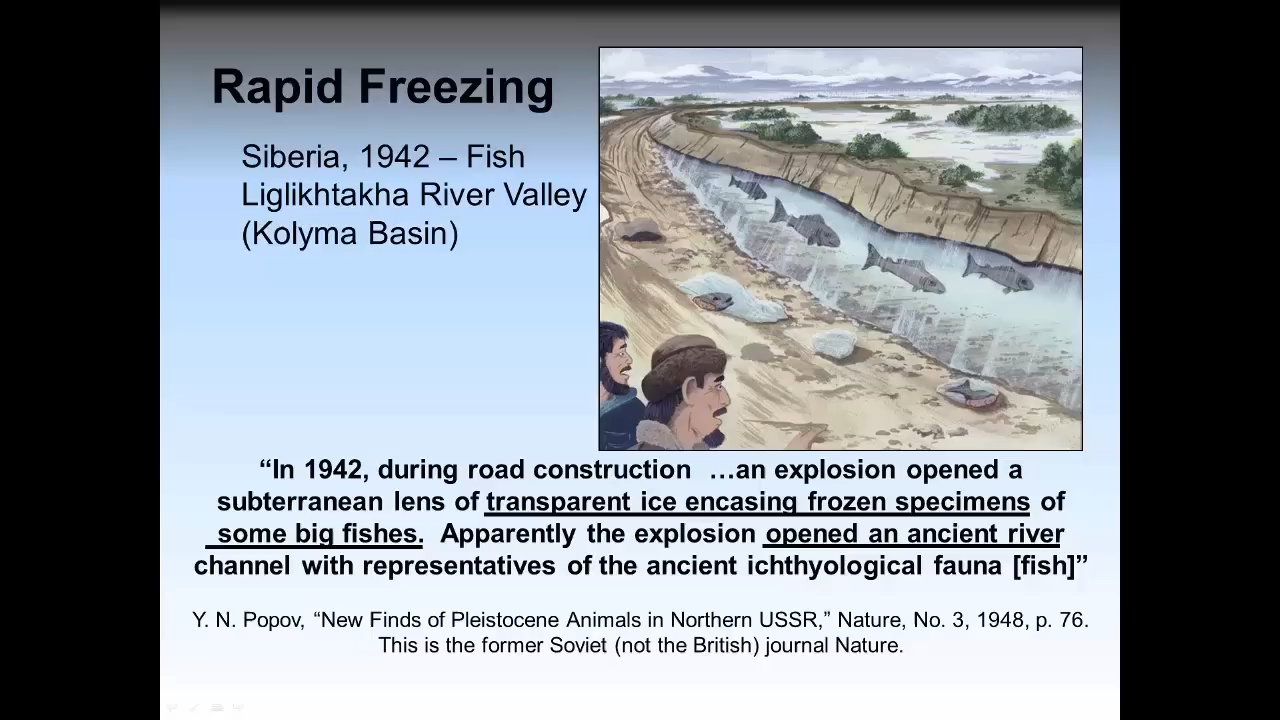 Rapid Freezing
Siberia, 1942 – Fish
Liglikhtakha River Valley
(Kolyma Basin)
“In 1942, during road construction …an explosion opened a
subterranean lens of transparent ice encasing frozen specimens of
some big fishes. Apparently the explosion opened an ancient river
channel with representatives of the ancient ichthyological fauna [fish]”
Y. N. Popov, “New Finds of Pleistocene Animals in Northern USSR,” Nature, No. 3, 1948, p. 76.
This is the former Soviet (not the British) journal Nature.